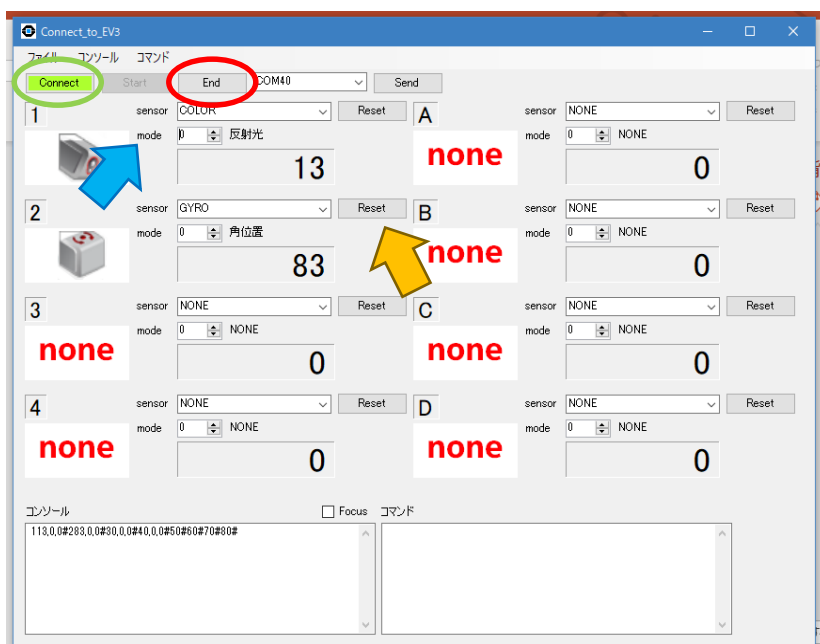 Connect_to_EV3
ファイル コンソール コマンド
Connect Start End COM40 Send
1 sensor COLOR Reset A sensor NONE Reset
mode 0 反射光 none mode 0 NONE
13 0
2 sensor GYRO Reset B sensor NONE Reset
mode 0 角位置 none mode 0 NONE
83 0
3 sensor NONE Reset C sensor NONE Reset
none mode 0 NONE none mode 0 NONE
0 0
4 sensor NONE Reset D sensor NONE Reset
none mode 0 NONE none mode 0 NONE
0 0
コンソール Focus コマンド
113,0,0#283,0,0#30,0,0#40,0,0#50#60#70#80#